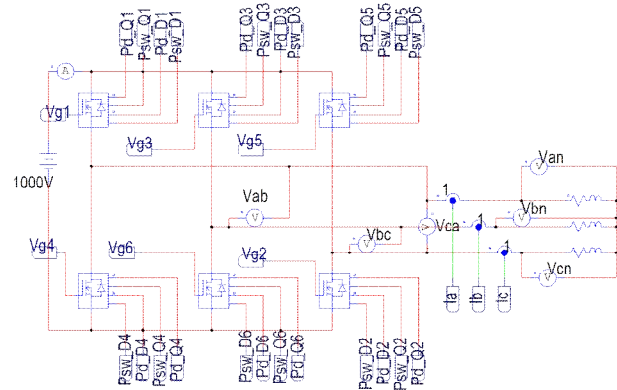 Pd_Q1
Psw_Q1
Pd_D1
Psw_D1
Pd_Q3
Psw_Q3
Pd_D3
Psw_D3
Pd_Q5
Psw_Q5
Pd_D5
Psw_D5
A
Vg1
Vg3
Vg5
1000V
Van
Vab
V
1
Vbn
V
Vbc
V
Vca
V
1
1
Vcn
V
V
Vg4
Vg6
Vg2
Ia
Ib
Ic
Psw_D4
Pd_D4
Psw_Q4
Pd_Q4
Psw_D6
Pd_D6
Psw_Q6
Pd_Q6
Psw_D2
Pd_D2
Psw_Q2
Pd_Q2